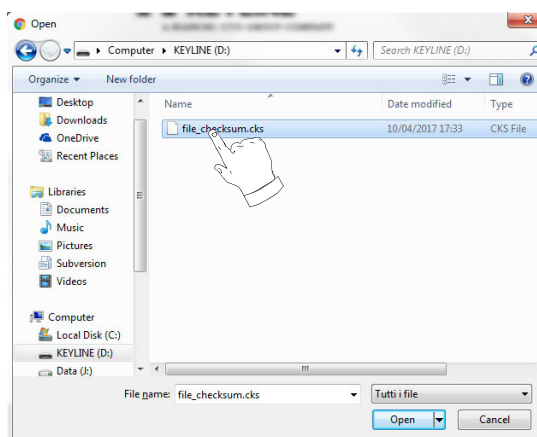 Open
Computer
KEYLINE (D:)
Search KEYLINE (D:)
Organize
New folder
Name
Date modified
Type
file_checksum.cks
10/04/2017 17:33
CKS File
Desktop
Downloads
OneDrive
Recent Places
Libraries
Documents
Music
Pictures
Subversion
Videos
Computer
Local Disk (C:)
KEYLINE (D:)
Data (J:)
File name:
file_checksum.cks
Tutti i file
Open
Cancel